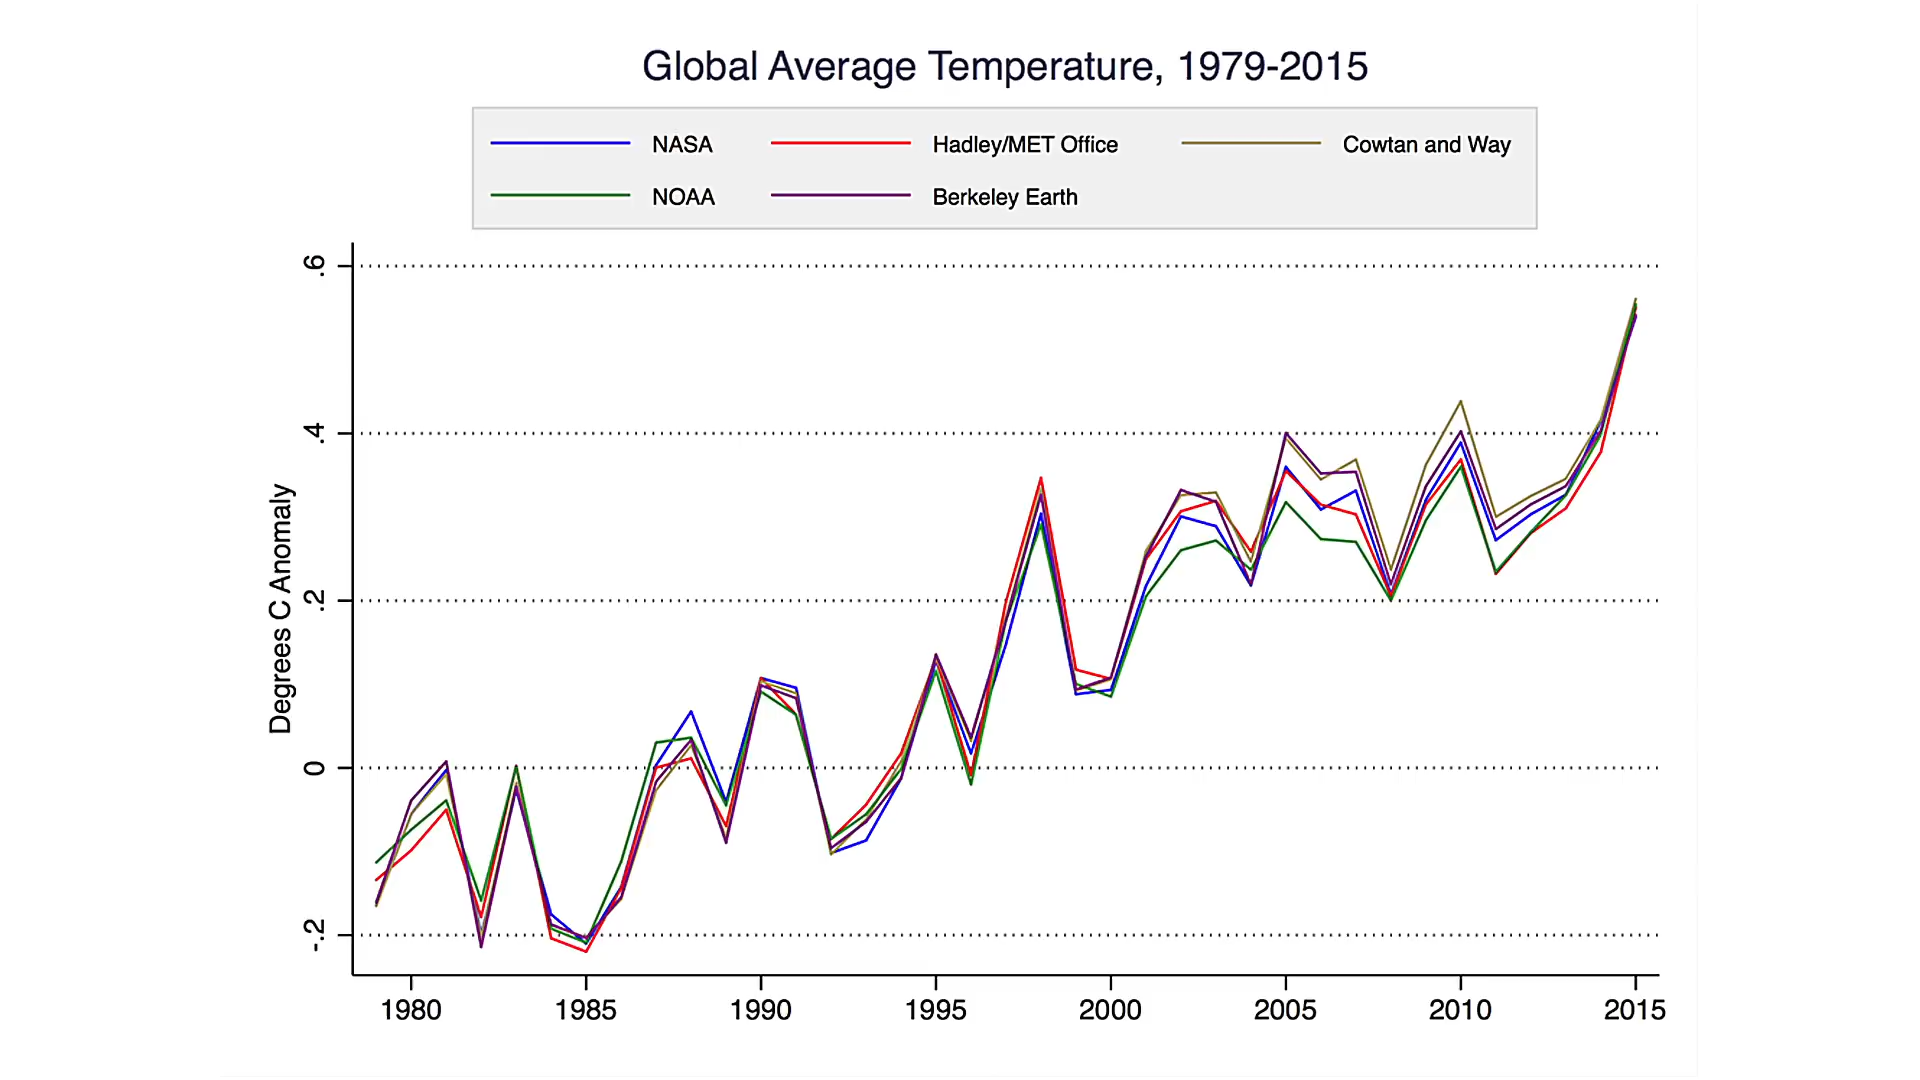 Global Average Temperature, 1979-2015
NASA Hadley/MET Office Cowtan and Way
NOAA Berkeley Earth
Degrees C Anomaly
.6
.4
.2
0
-.2
1980 1985 1990 1995 2000 2005 2010 2015